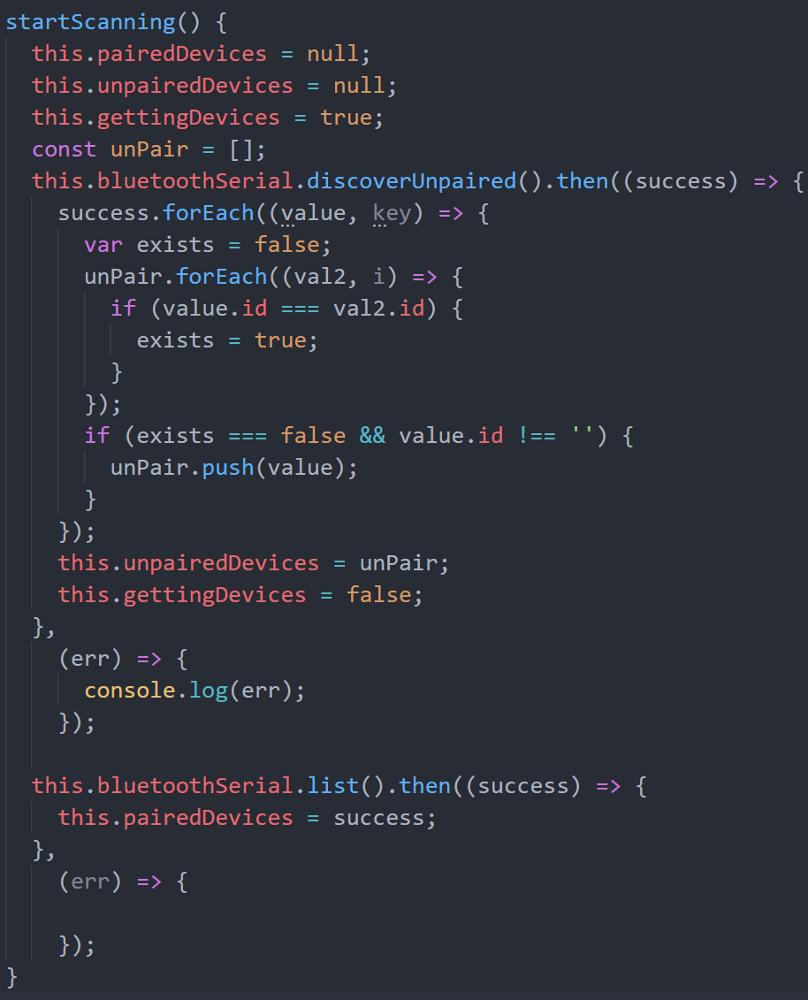 startScanning() {
  this.pairedDevices = null;
  this.unpairedDevices = null;
  this.gettingDevices = true;
  const unPair = [];
  this.bluetoothSerial.discoverUnpaired().then((success) => {
    success.forEach((value, key) => {
      var exists = false;
      unPair.forEach((val2, i) => {
        if (value.id === val2.id) {
          exists = true;
        }
      });
      if (exists === false && value.id !== '') {
        unPair.push(value);
      }
    });
    this.unpairedDevices = unPair;
    this.gettingDevices = false;
  },
    (err) => {
      console.log(err);
    });

  this.bluetoothSerial.list().then((success) => {
    this.pairedDevices = success;
  },
    (err) => {

    });
}